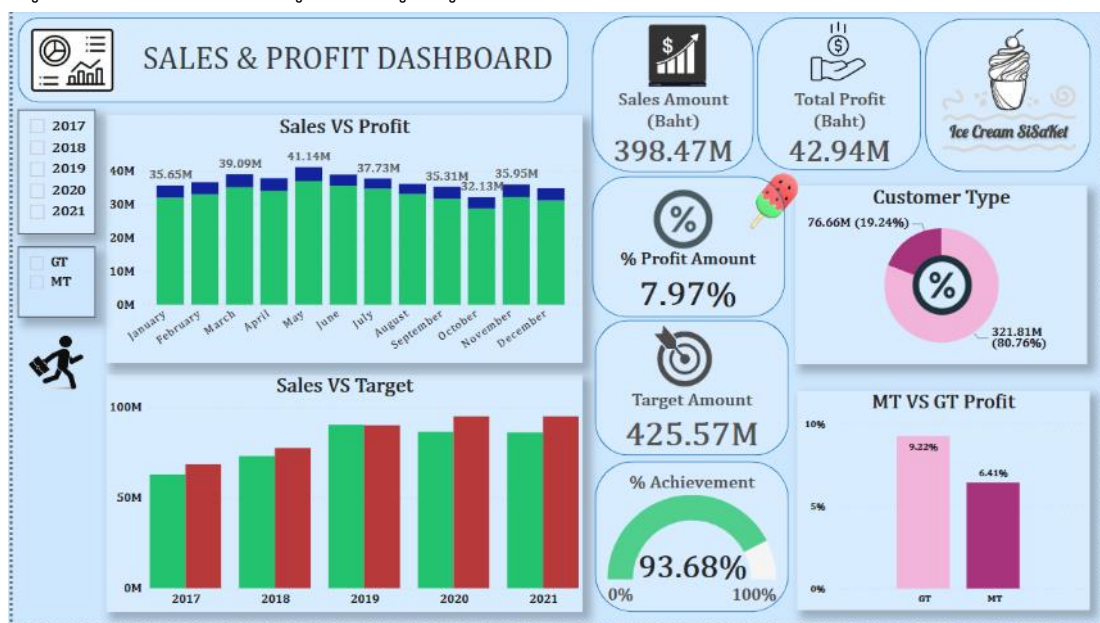 SALES & PROFIT DASHBOARD
Sales Amount
(Baht)
398.47M
Total Profit
(Baht)
42.94M
Ice Cream SiSaKet
2017
2018
2019
2020
2021
GT
MT
Sales VS Profit
40M
30M
20M
10M
0M
35.65M
39.09M
41.14M
37.73M
35.31M
32.13M
35.95M
January
February
March
April
May
June
July
August
September
October
November
December
% Profit Amount
7.97%
Customer Type
76.66M (19.24%)
%
321.81M
(80.76%)
Sales VS Target
100M
50M
0M
2017
2018
2019
2020
2021
Target Amount
425.57M
% Achievement
93.68%
0%
100%
MT VS GT Profit
10%
5%
0%
9.22%
6.41%
GT
MT